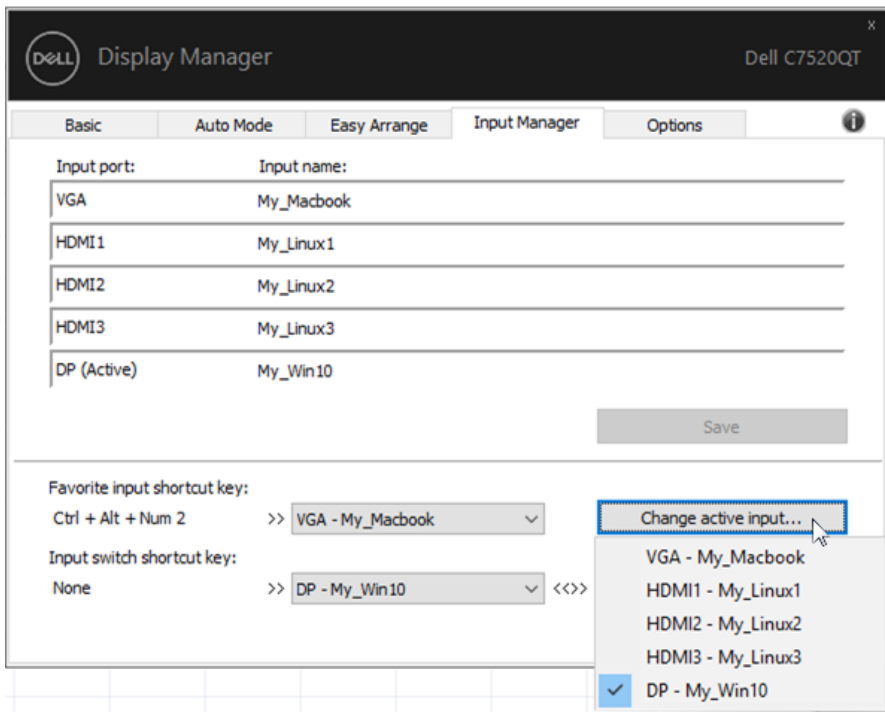 DELL Display Manager x
Dell C7520QT
Basic Auto Mode Easy Arrange Input Manager Options i
Input port: Input name:
VGA My_Macbook
HDMI1 My_Linux1
HDMI2 My_Linux2
HDMI3 My_Linux3
DP (Active) My_Win10
Save
Favorite input shortcut key:
Ctrl + Alt + Num 2 >> VGA - My_Macbook Change active input...
Input switch shortcut key:
None >> DP - My_Win10 <<>>
VGA - My_Macbook
HDMI1 - My_Linux1
HDMI2 - My_Linux2
HDMI3 - My_Linux3
DP - My_Win10